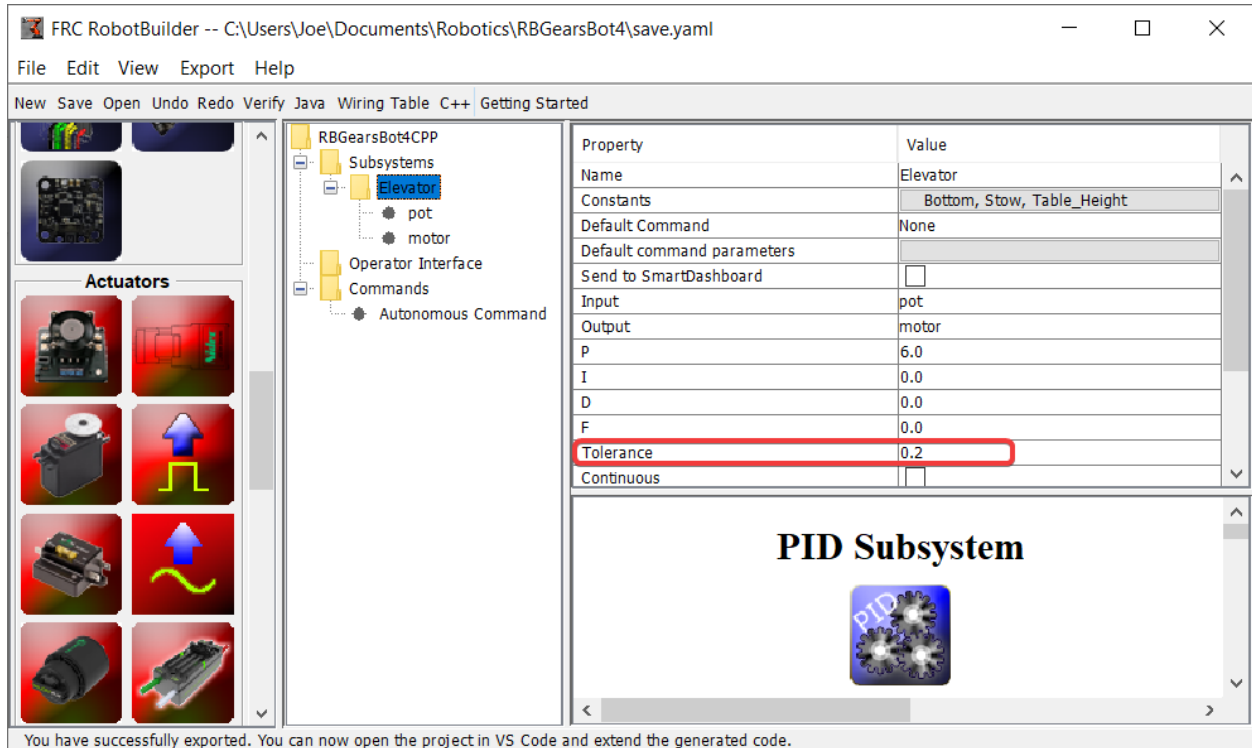 FRC RobotBuilder -- C:\Users\Joe\Documents\Robotics\RBGearsBot4\save.yaml
File Edit View Export Help
New Save Open Undo Redo Verify Java Wiring Table C++ Getting Started
Actuators
RBGearsBot4CPP
Subsystems
Elevator
pot
motor
Operator Interface
Commands
Autonomous Command
Property Value
Name Elevator
Constants Bottom, Stow, Table_Height
Default Command None
Default command parameters
Send to SmartDashboard
Input pot
Output motor
P 6.0
I 0.0
D 0.0
F 0.0
Tolerance 0.2
Continuous
PID Subsystem
PID
You have successfully exported. You can now open the project in VS Code and extend the generated code.